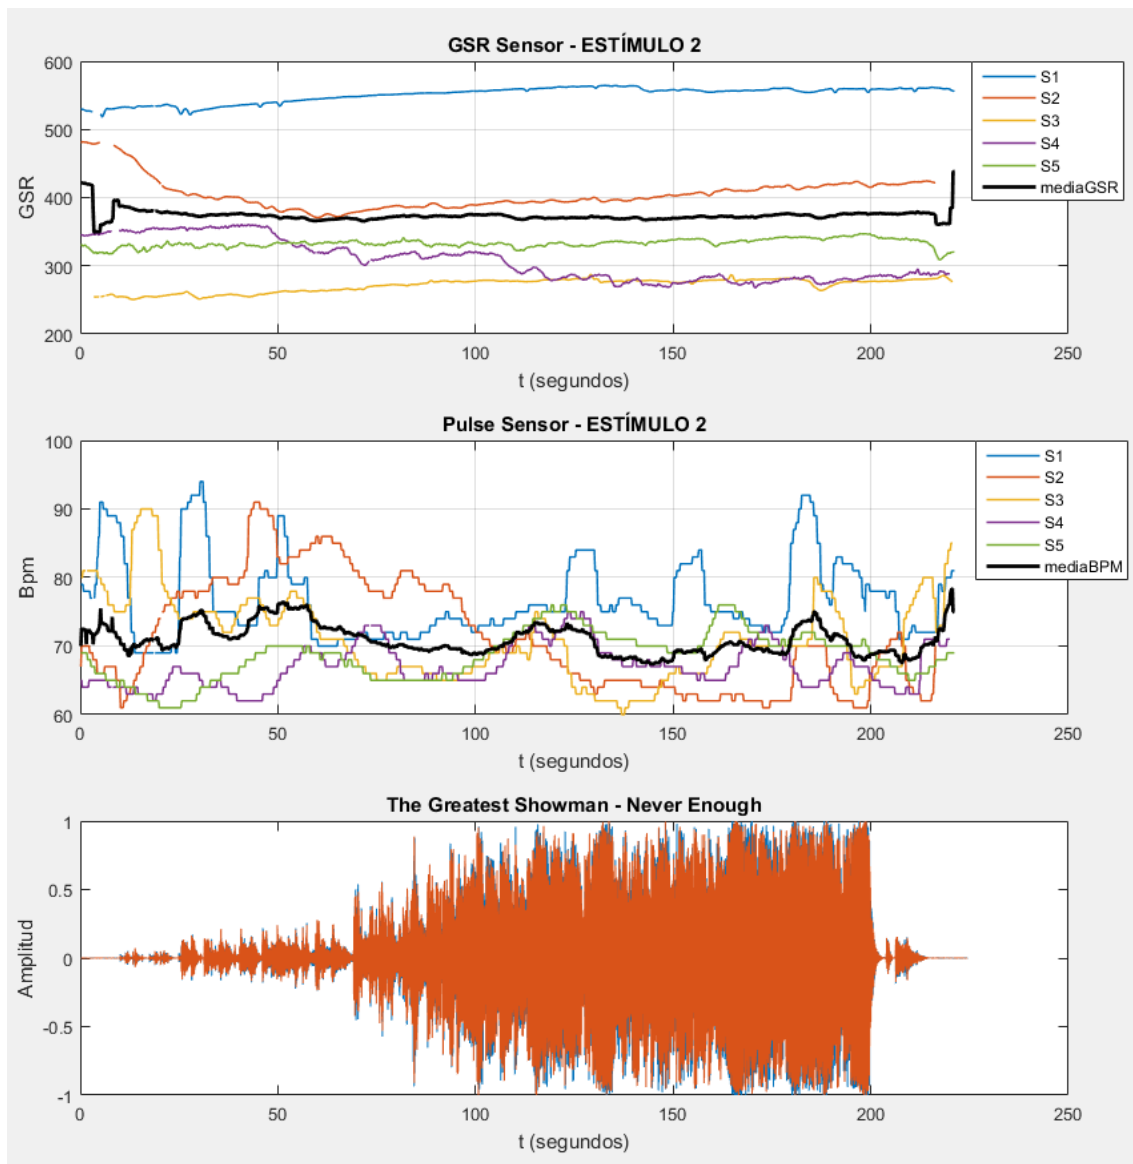 GSR Sensor - ESTÍMULO 2
600
500
400
300
200
GSR
0 50 100 150 200 250
t (segundos)
S1
S2
S3
S4
S5
mediaGSR
Pulse Sensor - ESTÍMULO 2
100
90
80
70
60
Bpm
0 50 100 150 200 250
t (segundos)
S1
S2
S3
S4
S5
mediaBPM
The Greatest Showman - Never Enough
1
0.5
0
-0.5
-1
Amplitud
0 50 100 150 200 250
t (segundos)